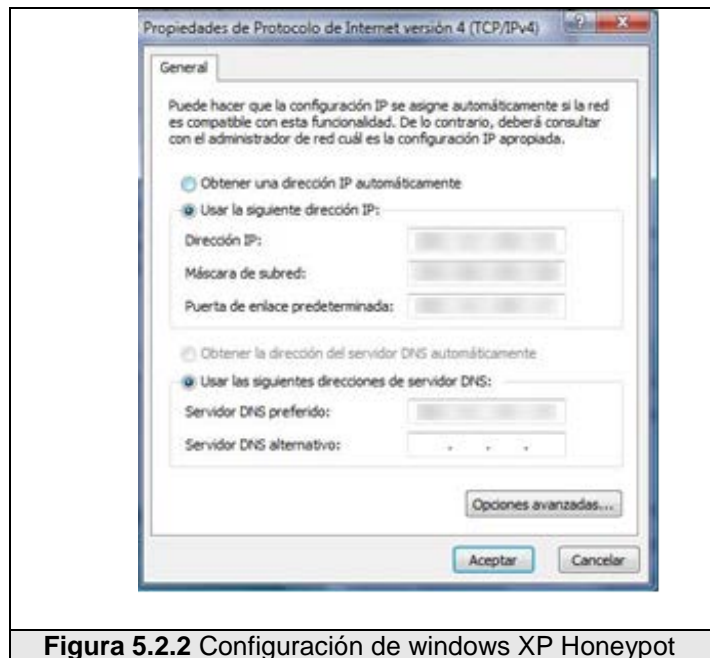 Propiedades de Protocolo de Internet versión 4 (TCP/IPv4)
General
Puede hacer que la configuración IP se asigne automáticamente si la red
es compatible con esta funcionalidad. De lo contrario, deberá consultar
con el administrador de red cuál es la configuración IP apropiada.
Obtener una dirección IP automáticamente
Usar la siguiente dirección IP:
Dirección IP:
Máscara de subred:
Puerta de enlace predeterminada:
Obtener la dirección del servidor DNS automáticamente
Usar las siguientes direcciones de servidor DNS:
Servidor DNS preferido:
Servidor DNS alternativo:
Opciones avanzadas...
Aceptar Cancelar
Figura 5.2.2 Configuración de windows XP Honeypot